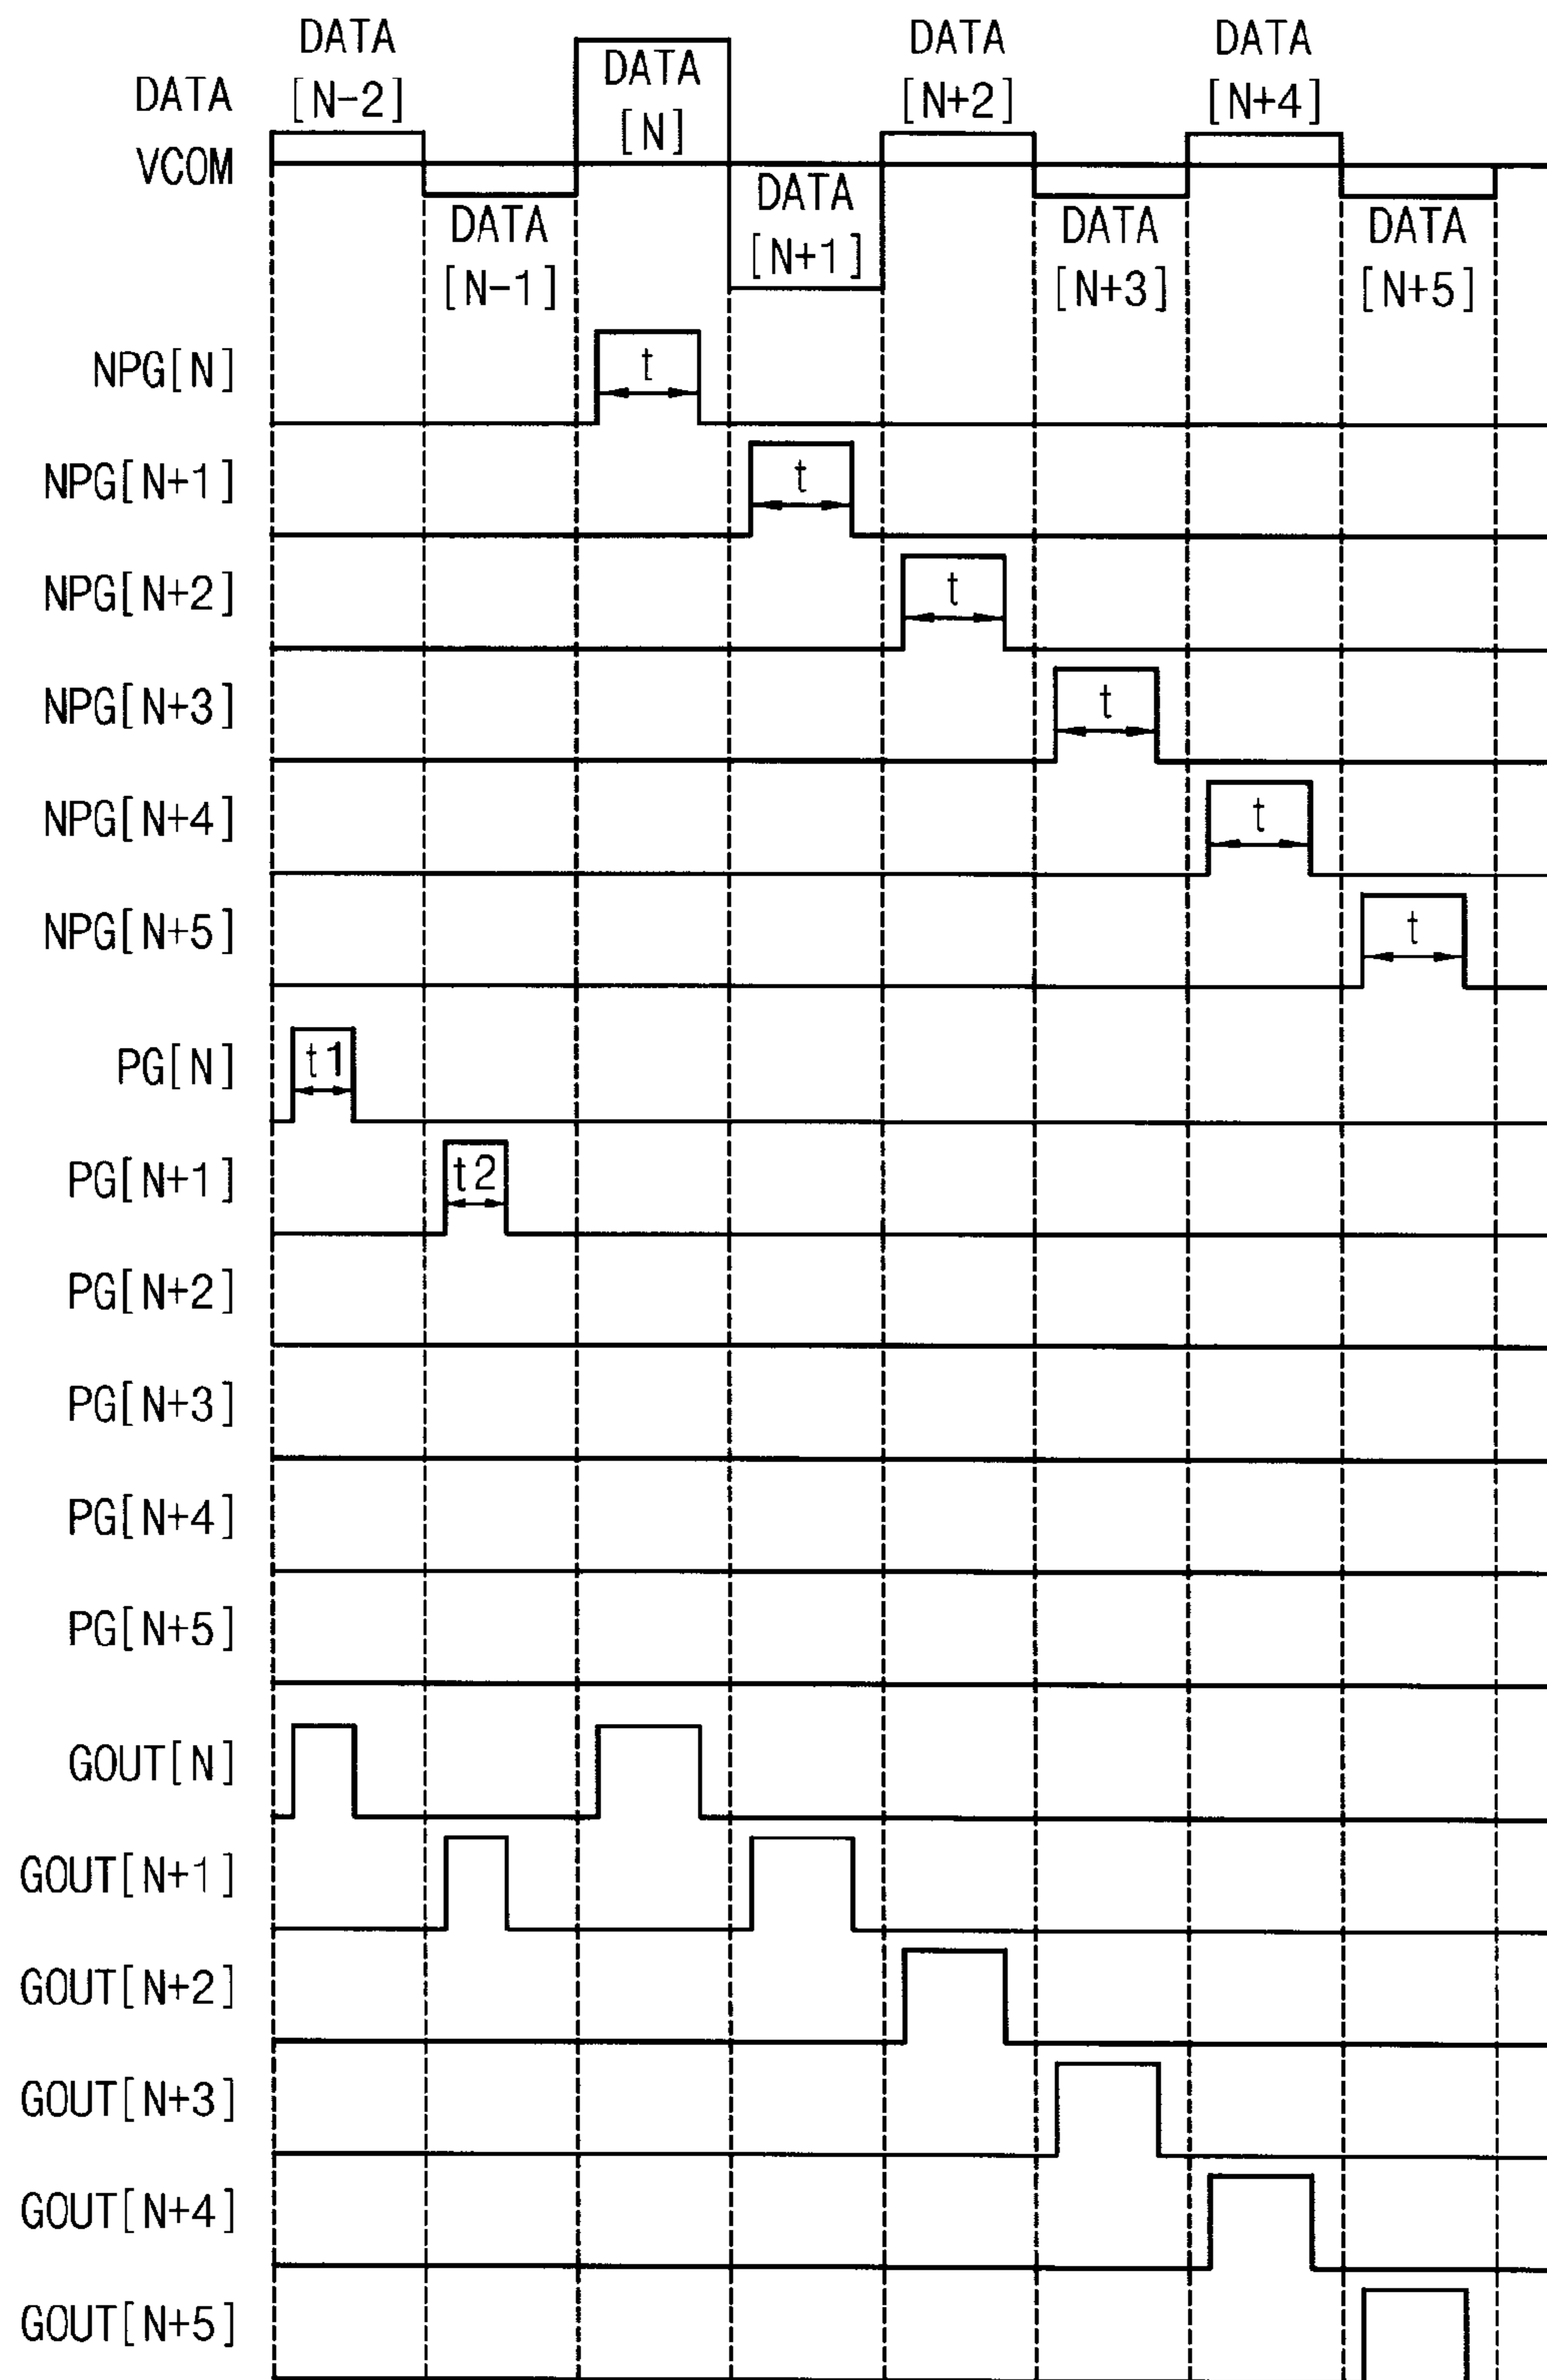 DATA
[N-2]
DATA
[N]
DATA
[N+2]
DATA
[N+4]
DATA
VCOM
DATA
[N-1]
DATA
[N+1]
DATA
[N+3]
DATA
[N+5]
NPG[N]
t
NPG[N+1]
t
NPG[N+2]
t
NPG[N+3]
t
NPG[N+4]
t
NPG[N+5]
t
PG[N]
t1
PG[N+1]
t2
PG[N+2]
PG[N+3]
PG[N+4]
PG[N+5]
GOUT[N]
GOUT[N+1]
GOUT[N+2]
GOUT[N+3]
GOUT[N+4]
GOUT[N+5]